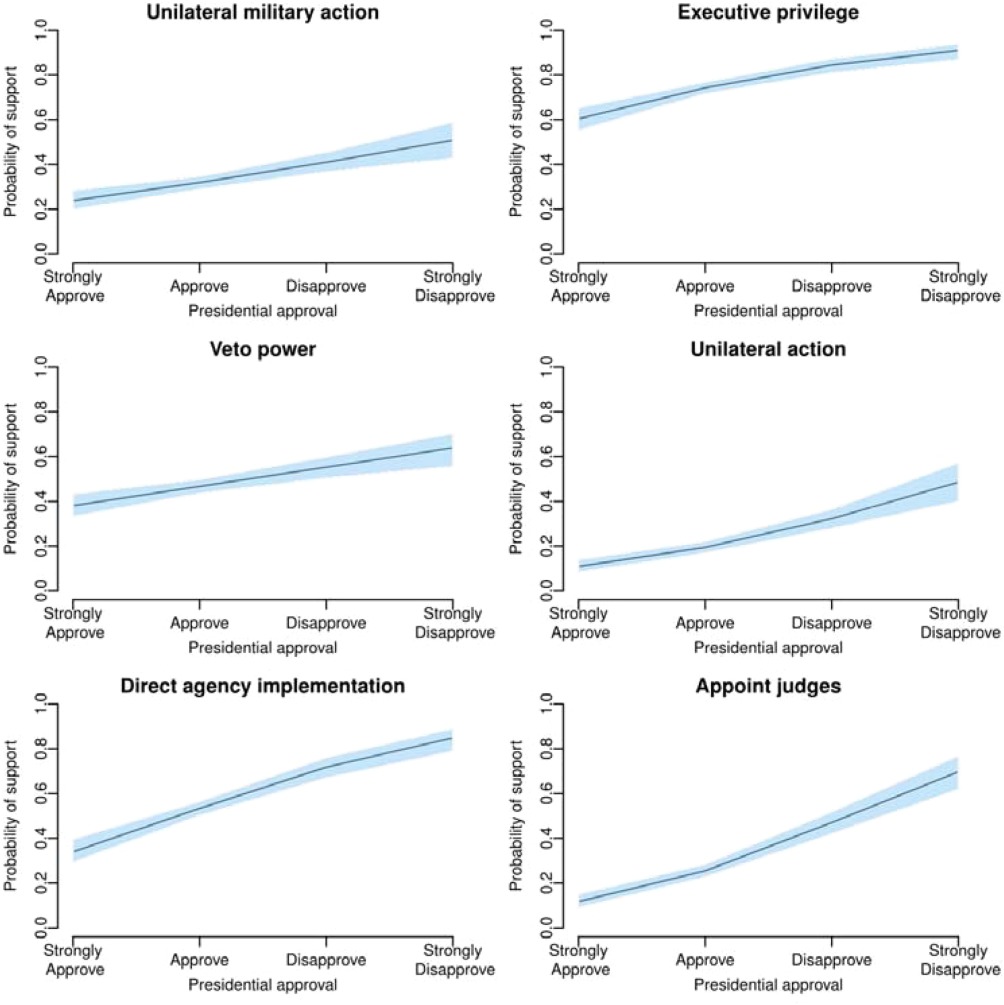 Unilateral military action
Probability of support
1.0
0.8
0.6
0.4
0.2
0.0
Strongly
Approve
Approve
Disapprove
Strongly
Disapprove
Presidential approval
Executive privilege
Probability of support
1.0
0.8
0.6
0.4
0.2
0.0
Strongly
Approve
Approve
Disapprove
Strongly
Disapprove
Presidential approval
Veto power
Probability of support
1.0
0.8
0.6
0.4
0.2
0.0
Strongly
Approve
Approve
Disapprove
Strongly
Disapprove
Presidential approval
Unilateral action
Probability of support
1.0
0.8
0.6
0.4
0.2
0.0
Strongly
Approve
Approve
Disapprove
Strongly
Disapprove
Presidential approval
Direct agency implementation
Probability of support
1.0
0.8
0.6
0.4
0.2
0.0
Strongly
Approve
Approve
Disapprove
Strongly
Disapprove
Presidential approval
Appoint judges
Probability of support
1.0
0.8
0.6
0.4
0.2
0.0
Strongly
Approve
Approve
Disapprove
Strongly
Disapprove
Presidential approval